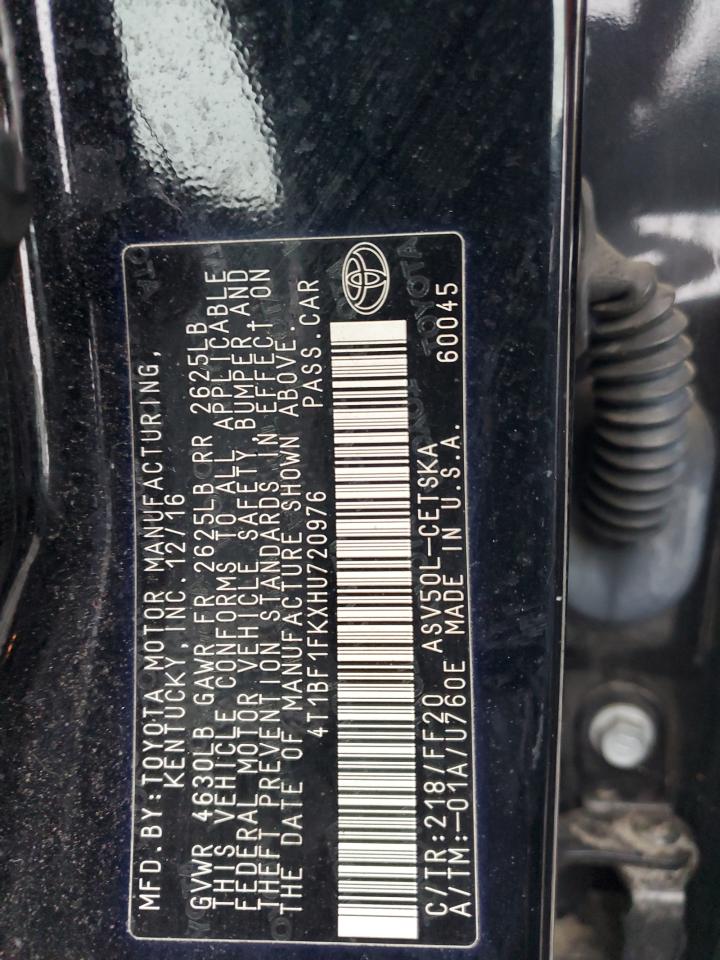 MFD.BY:TOYOTA MOTOR MANUFACTURING,
KENTUCKY,INC.12/16
GVWR 4630LB GAWR FR 2625LB RR 2625LB
THIS VEHICLE CONFORMS TO ALL APPLICABLE
FEDERAL MOTOR VEHICLE SAFETY,BUMPER,AND
THEFT PREVENTION STANDARDS IN EFFECT ON
THE DATE OF MANUFACTURE SHOWN ABOVE.
4T1BF1FKXHU720976 PASS.CAR
C/TR:218/FF20 ASV50L-CETSKA 60045
A/TM:-01A/U760E MADE IN U.S.A.